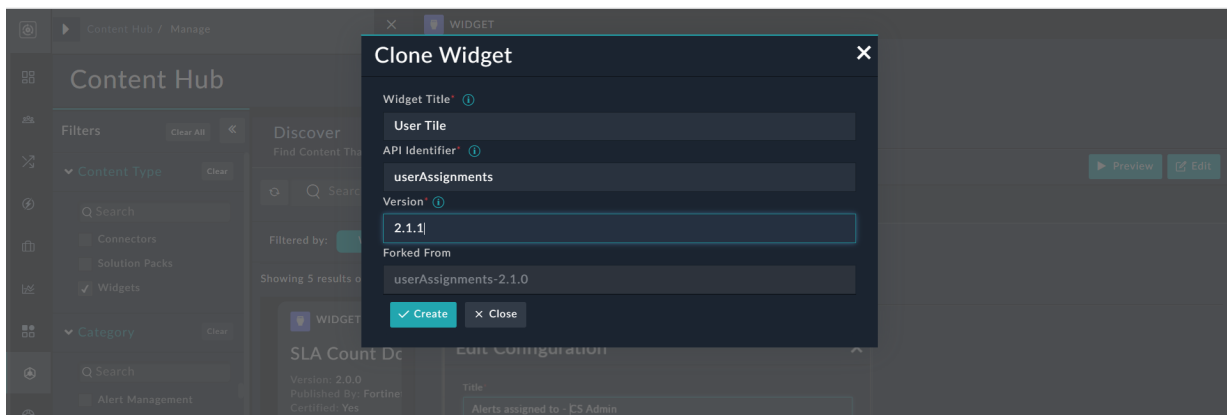 Content Hub / Manage
WIDGET
Content Hub
Clone Widget
Widget Title*
User Tile
API Identifier*
userAssignments
Version*
2.1.1
Forked From
userAssignments-2.1.0
Create
Close
Filters
Clear All
Content Type
Clear
Search
Connectors
Solution Packs
Widgets
Category
Clear
Search
Alert Management
Discover
Find Content Tha
Searc
Filtered by:
Showing 5 results o
WIDGET
SLA Count Do
Version: 2.0.0
Published By: Fortine
Certified: Yes
Preview
Edit
Edit Configuration
Title
Alerts assigned to - CS Admin